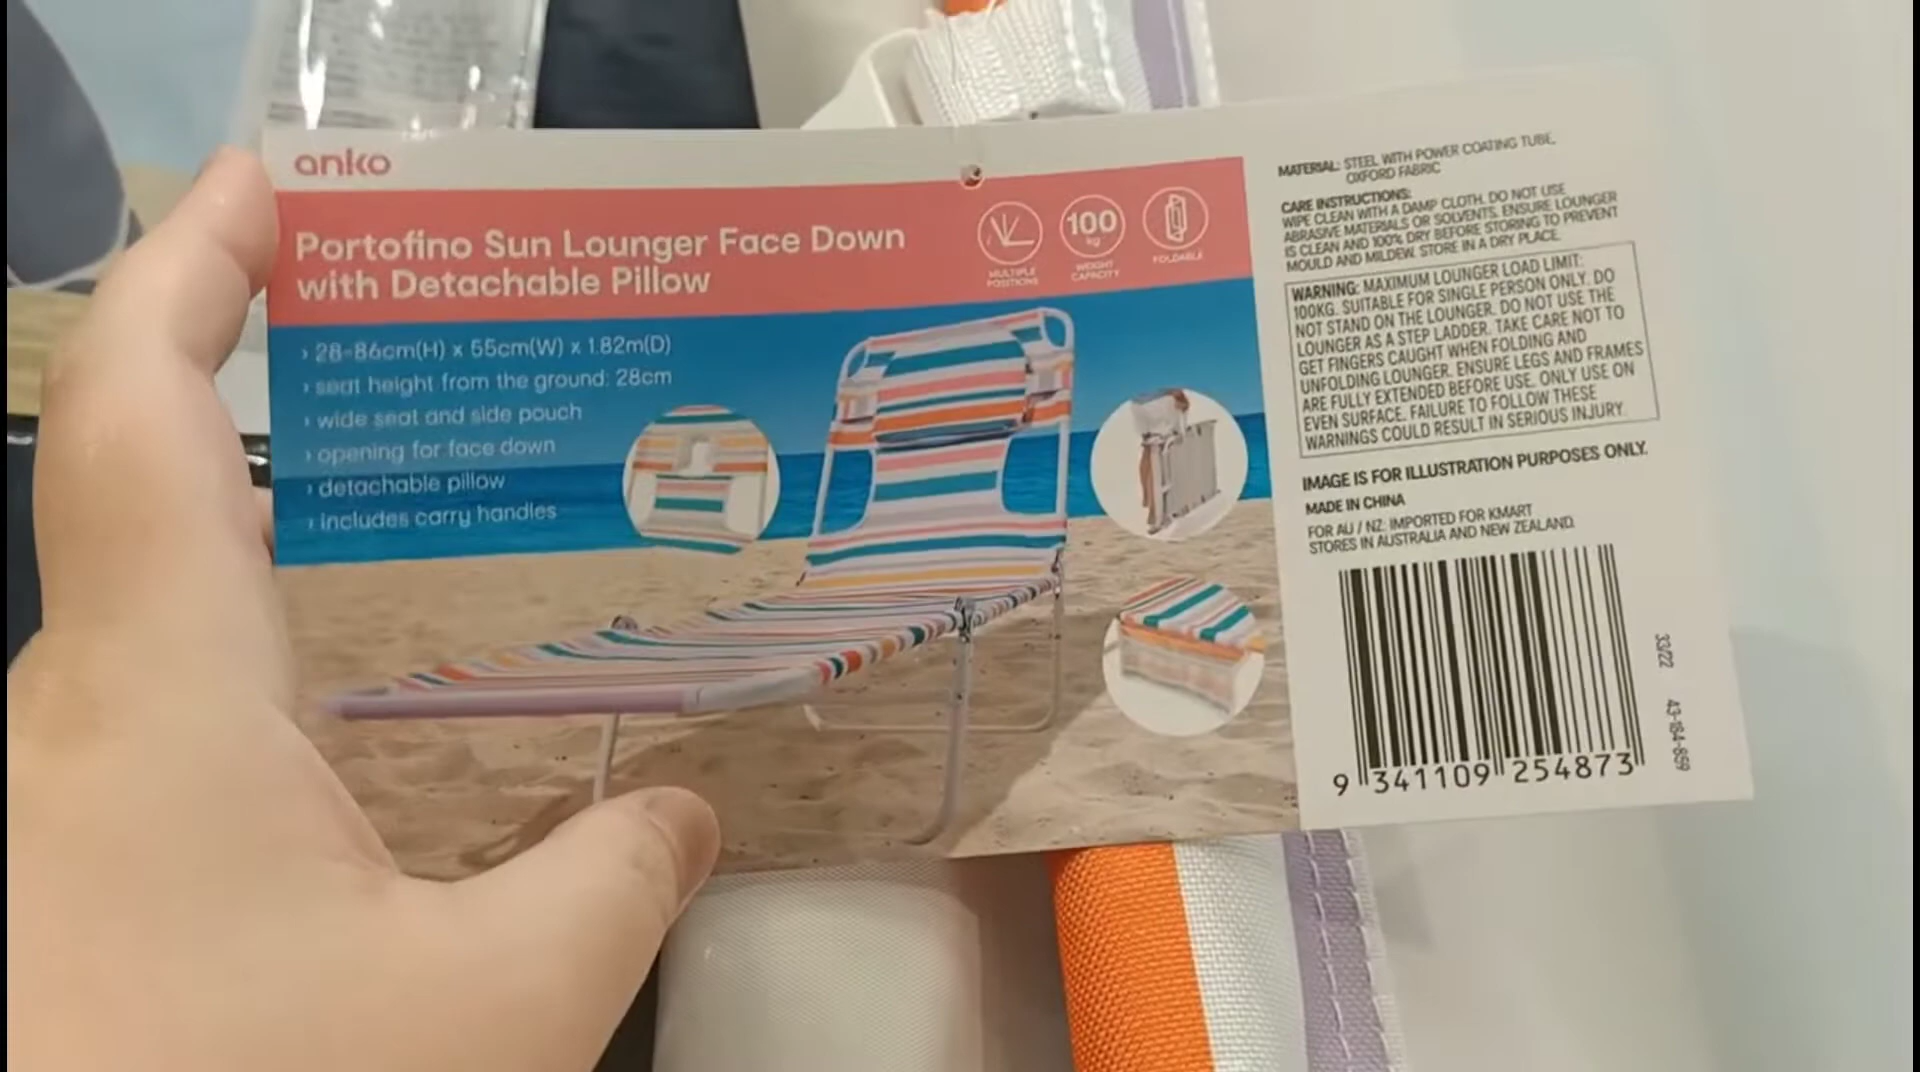 anko
Portofino Sun Lounger Face Down
with Detachable Pillow
MULTIPLE
POSITIONS
100
kg
WEIGHT
CAPACITY
FOLDABLE
› 28-86cm(H) x 55cm(W) x 1.82m(D)
› seat height from the ground: 28cm
› wide seat and side pouch
› opening for face down
› detachable pillow
› includes carry handles
MATERIAL: STEEL WITH POWER COATING TUBE,
OXFORD FABRIC
CARE INSTRUCTIONS:
WIPE CLEAN WITH A DAMP CLOTH. DO NOT USE
ABRASIVE MATERIALS OR SOLVENTS. ENSURE LOUNGER
IS CLEAN AND 100% DRY BEFORE STORING TO PREVENT
MOULD AND MILDEW. STORE IN A DRY PLACE.
WARNING: MAXIMUM LOUNGER LOAD LIMIT:
100KG. SUITABLE FOR SINGLE PERSON ONLY. DO
NOT STAND ON THE LOUNGER. DO NOT USE THE
LOUNGER AS A STEP LADDER. TAKE CARE NOT TO
GET FINGERS CAUGHT WHEN FOLDING AND
UNFOLDING LOUNGER. ENSURE LEGS AND FRAMES
ARE FULLY EXTENDED BEFORE USE. ONLY USE ON
EVEN SURFACE. FAILURE TO FOLLOW THESE
WARNINGS COULD RESULT IN SERIOUS INJURY.
IMAGE IS FOR ILLUSTRATION PURPOSES ONLY.
MADE IN CHINA
FOR AU / NZ: IMPORTED FOR KMART
STORES IN AUSTRALIA AND NEW ZEALAND.
9 341109 254873
33/22
43-184-859